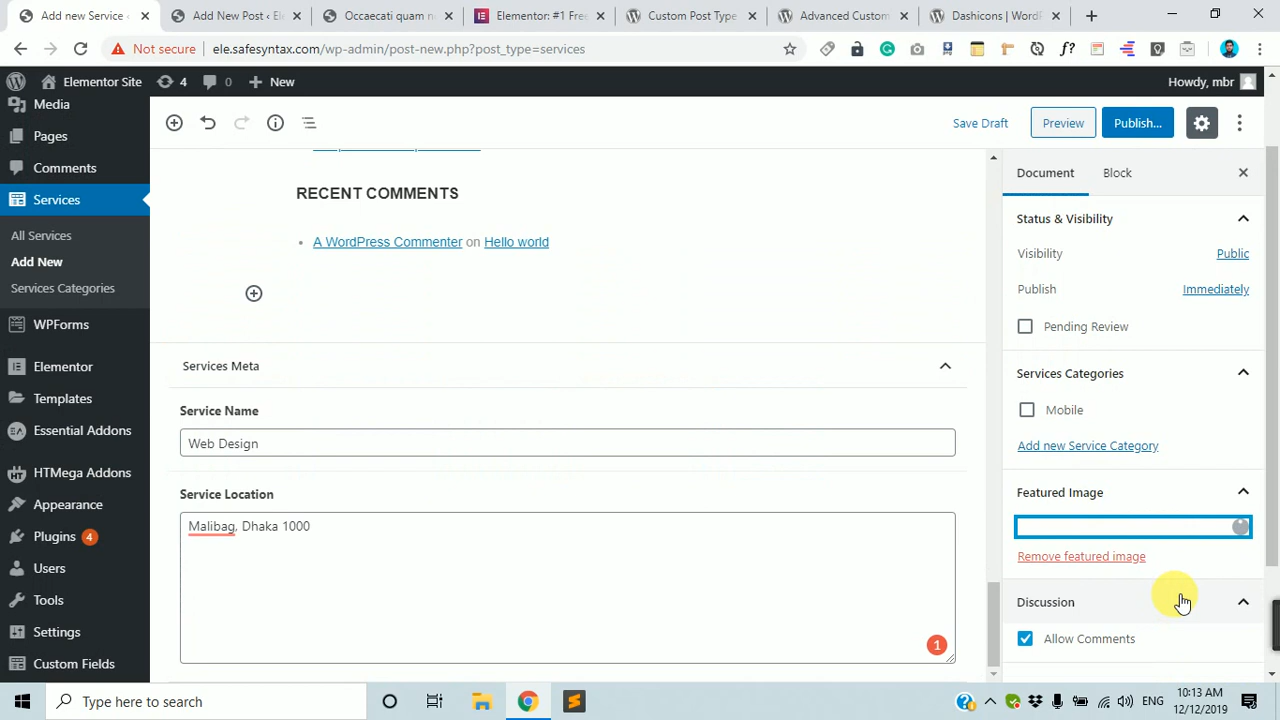 Add new Service ‹ E
Add New Post ‹ Ele
Occaecati quam ne
Elementor: #1 Free
Custom Post Type
Advanced Custom
Dashicons | WordP
Not secure
ele.safesyntax.com/wp-admin/post-new.php?post_type=services
Elementor Site
4
0
New
Howdy, mbr
Media
Pages
Comments
Services
All Services
Add New
Services Categories
WPForms
Elementor
Templates
Essential Addons
HTMega Addons
Appearance
Plugins 4
Users
Tools
Settings
Custom Fields
Save Draft
Preview
Publish...
RECENT COMMENTS
A WordPress Commenter on Hello world
Services Meta
Service Name
Web Design
Service Location
Malibag, Dhaka 1000
1
Document
Block
Status & Visibility
Visibility
Public
Publish
Immediately
Pending Review
Services Categories
Mobile
Add new Service Category
Featured Image
Remove featured image
Discussion
Allow Comments
Type here to search
ENG
10:13 AM
12/12/2019